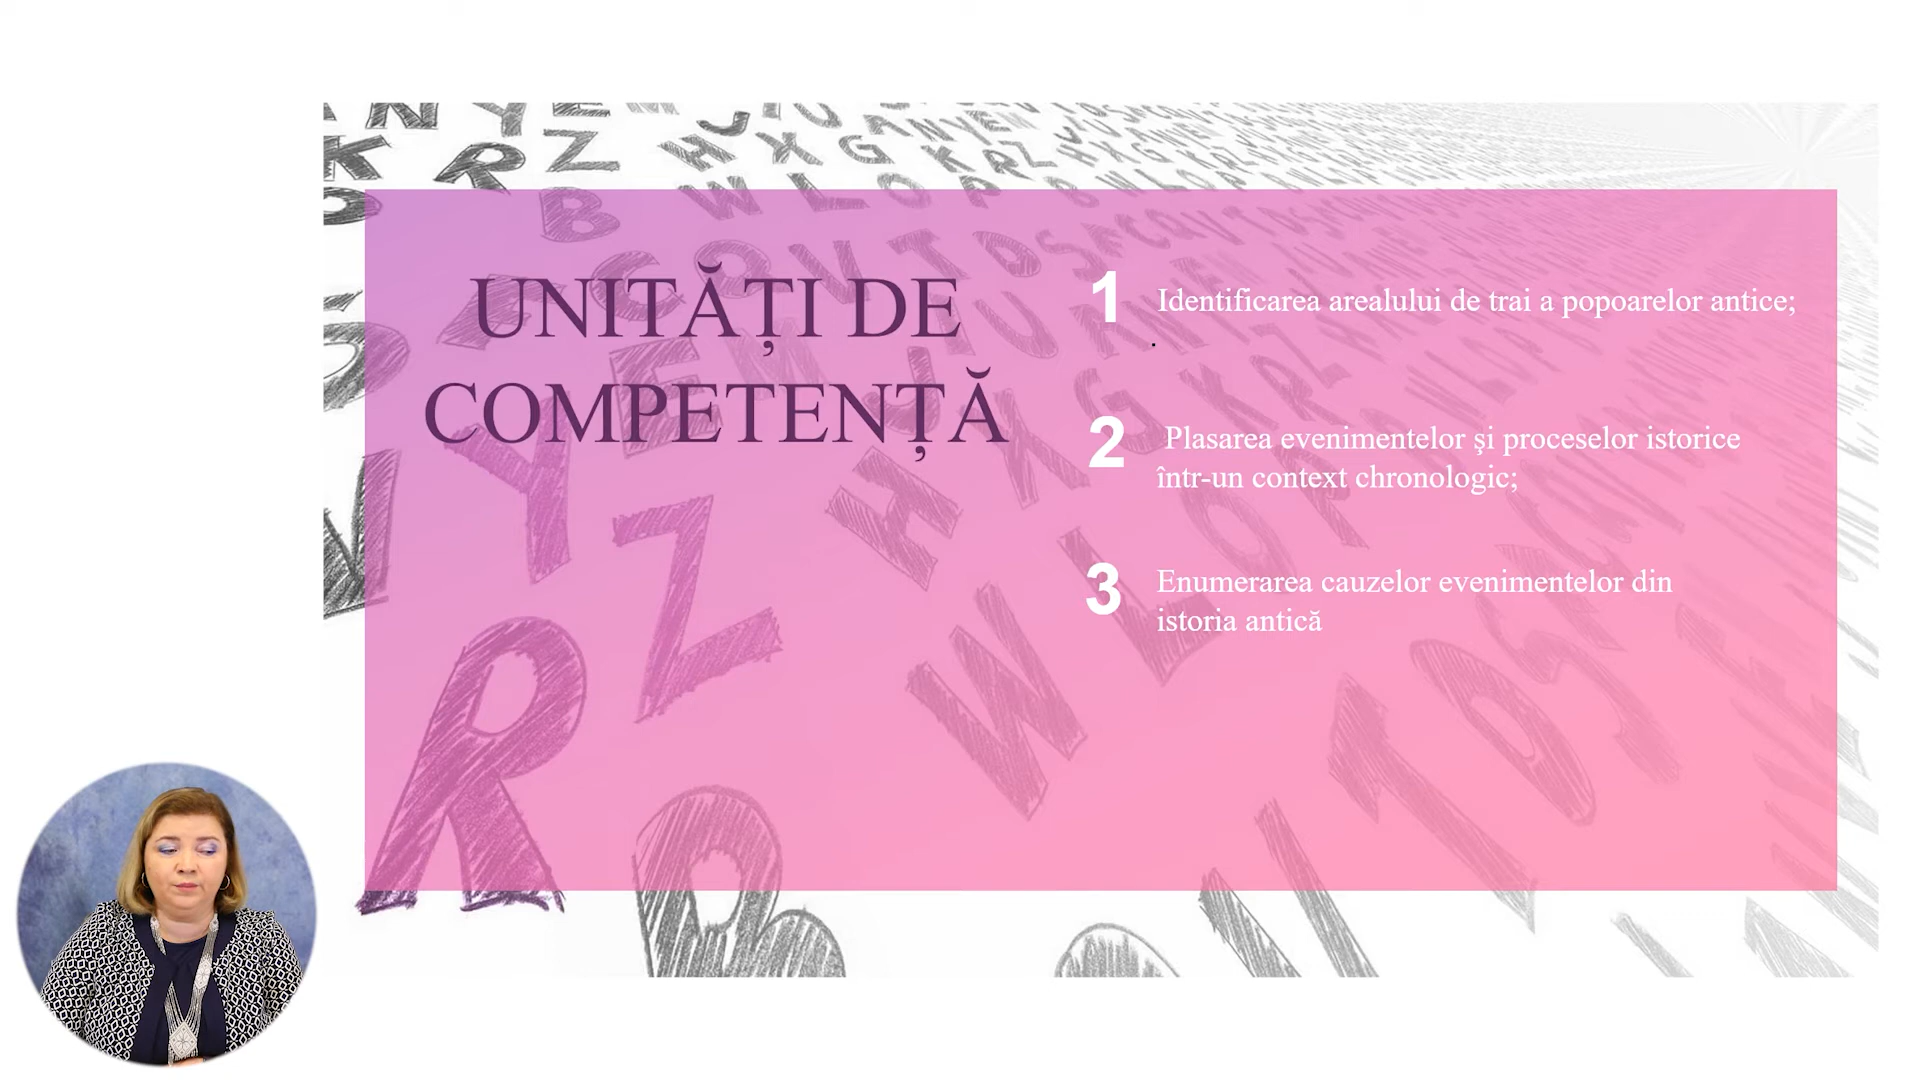 UNITĂȚI DE
COMPETENȚĂ
1 Identificarea arealului de trai a popoarelor antice;
.
2 Plasarea evenimentelor şi proceselor istorice
într-un context chronologic;
3 Enumerarea cauzelor evenimentelor din
istoria antică